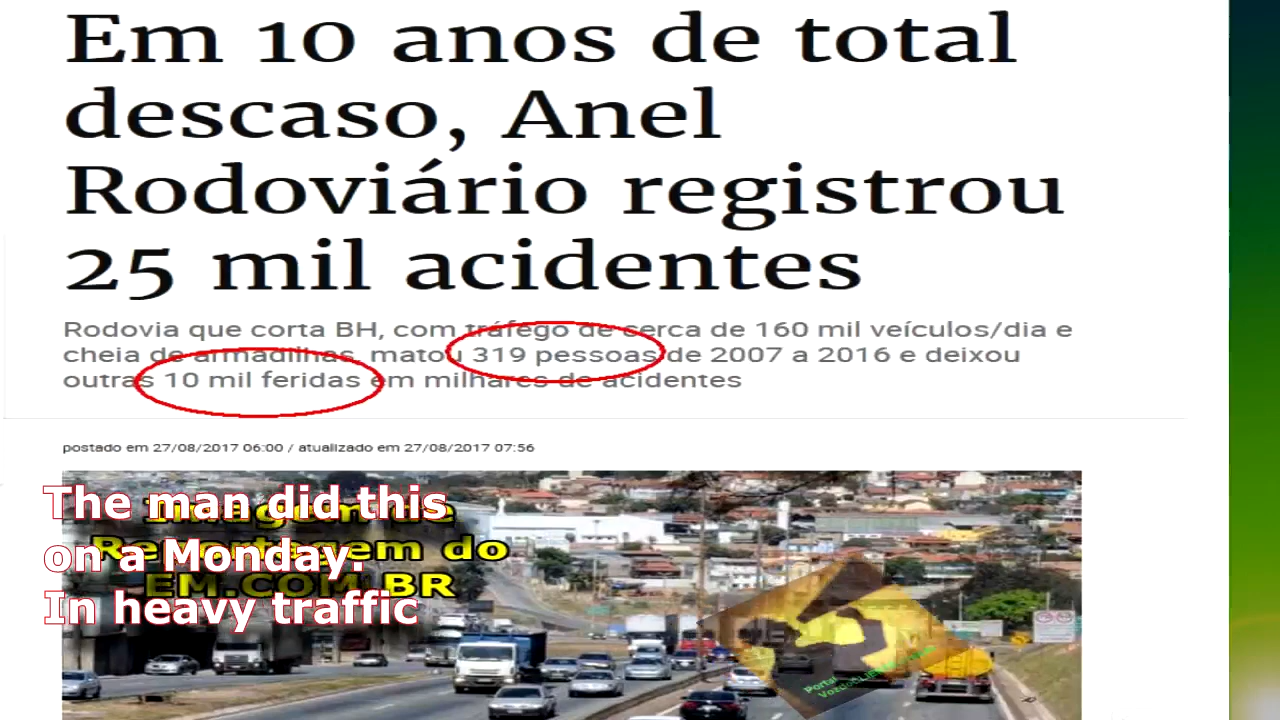 Em 10 anos de total
descaso, Anel
Rodoviário registrou
25 mil acidentes
Rodovia que corta BH, com tráfego de cerca de 160 mil veículos/dia e
cheia de armadilhas, matou 319 pessoas de 2007 a 2016 e deixou
outras 10 mil feridas em milhares de acidentes
postado em 27/08/2017 06:00 / atualizado em 27/08/2017 07:56
The man did this
on a Monday.
In heavy traffic
Imagem de
Reportagem do
EM.COM.BR
Portal